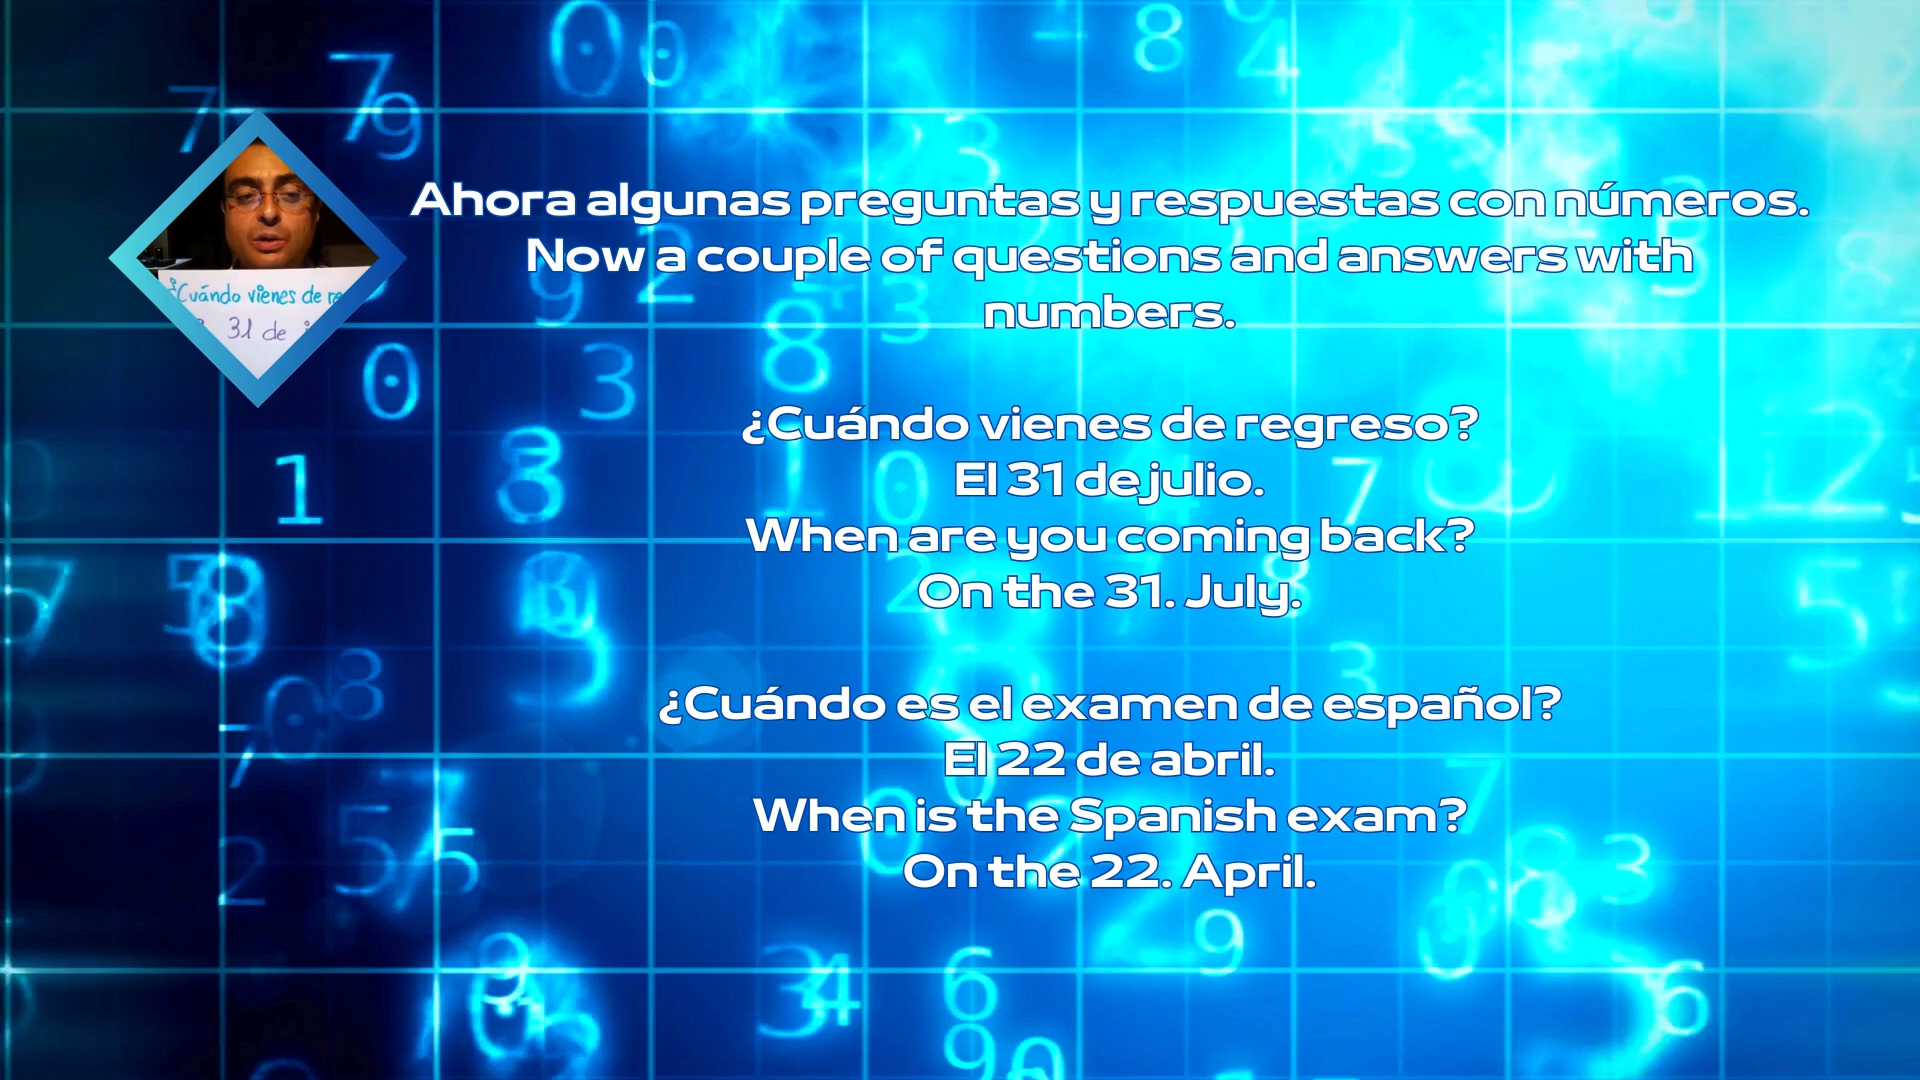 Ahora algunas preguntas y respuestas con números.
Now a couple of questions and answers with
numbers.
¿Cuándo vienes de regreso?
El 31 de julio.
When are you coming back?
On the 31. July.
¿Cuándo es el examen de español?
El 22 de abril.
When is the Spanish exam?
On the 22. April.
¿Cuándo vienes de re
31 de